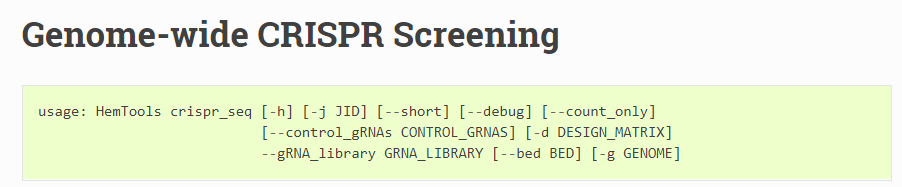 Genome-wide CRISPR Screening
usage: HemTools crispr_seq [-h] [-j JID] [--short] [--debug] [--count_only]
[--control_gRNAs CONTROL_GRNAS] [-d DESIGN_MATRIX]
--gRNA_library GRNA_LIBRARY [--bed BED] [-g GENOME]